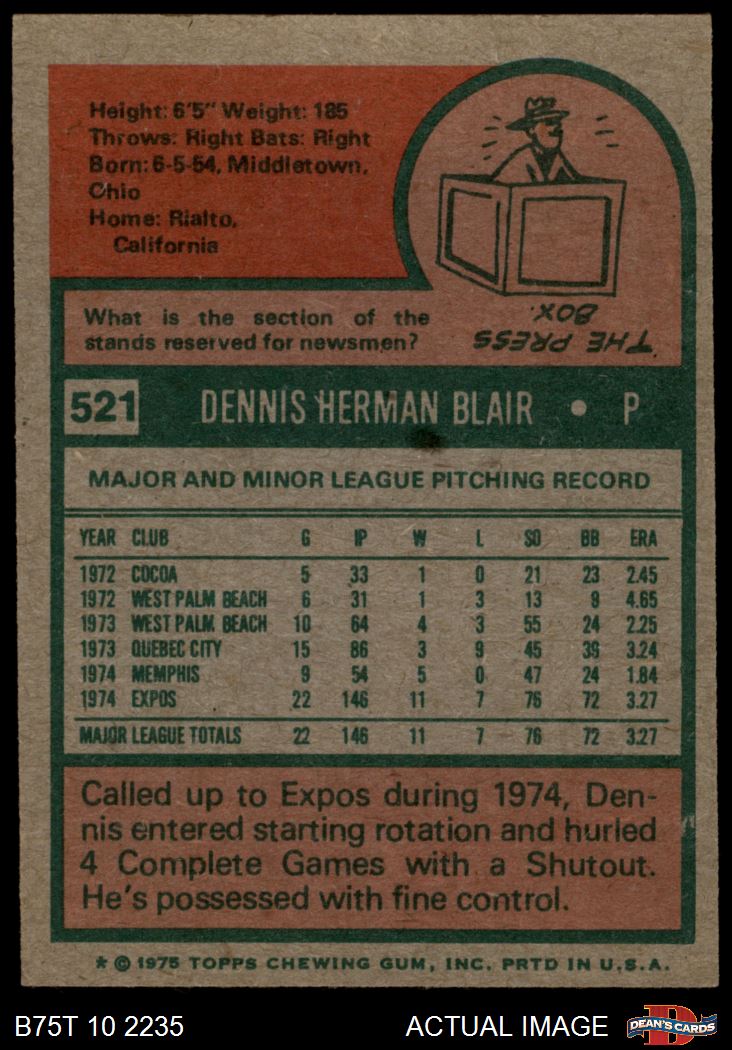 Height: 6'5" Weight: 185
Throws: Right Bats: Right
Born: 6-5-54, Middletown,
Ohio
Home: Rialto,
California
What is the section of the
stands reserved for newsmen?
THE PRESS
BOX.
521 DENNIS HERMAN BLAIR • P
MAJOR AND MINOR LEAGUE PITCHING RECORD
YEAR CLUB G IP W L SO BB ERA
1972 COCOA 5 33 1 0 21 23 2.45
1972 WEST PALM BEACH 6 31 1 3 13 9 4.65
1973 WEST PALM BEACH 10 64 4 3 55 24 2.25
1973 QUEBEC CITY 15 86 3 9 45 39 3.24
1974 MEMPHIS 9 54 5 0 47 24 1.84
1974 EXPOS 22 146 11 7 76 72 3.27
MAJOR LEAGUE TOTALS 22 146 11 7 76 72 3.27
Called up to Expos during 1974, Den-
nis entered starting rotation and hurled
4 Complete Games with a Shutout.
He's possessed with fine control.
* © 1975 TOPPS CHEWING GUM, INC. PRTD IN U.S.A.
B75T 10 2235 ACTUAL IMAGE DEAN'S CARDS